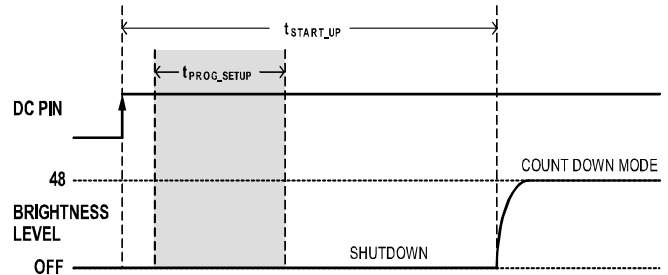 tSTART_UP
tPROG_SETUP
DC PIN
48
COUNT DOWN MODE
BRIGHTNESS
LEVEL
SHUTDOWN
OFF